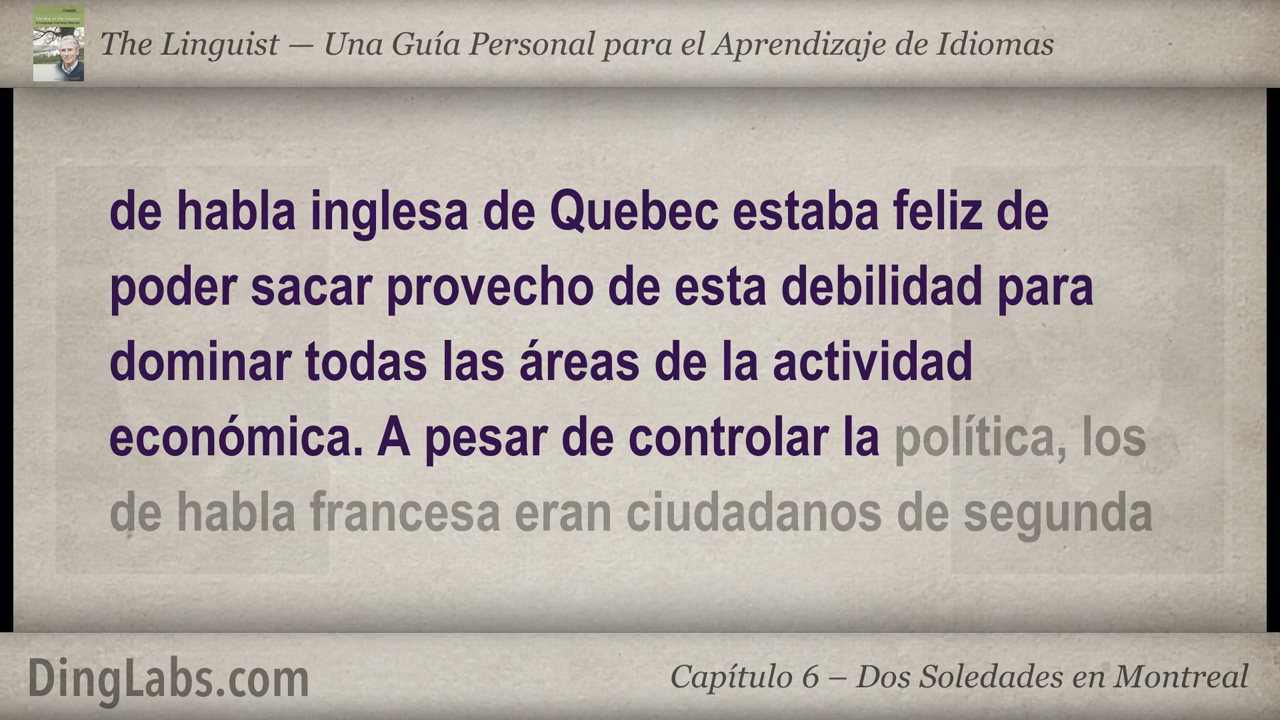 The Linguist — Una Guía Personal para el Aprendizaje de Idiomas
de habla inglesa de Quebec estaba feliz de
poder sacar provecho de esta debilidad para
dominar todas las áreas de la actividad
económica. A pesar de controlar la política, los
de habla francesa eran ciudadanos de segunda
DingLabs.com
Capítulo 6 – Dos Soledades en Montreal